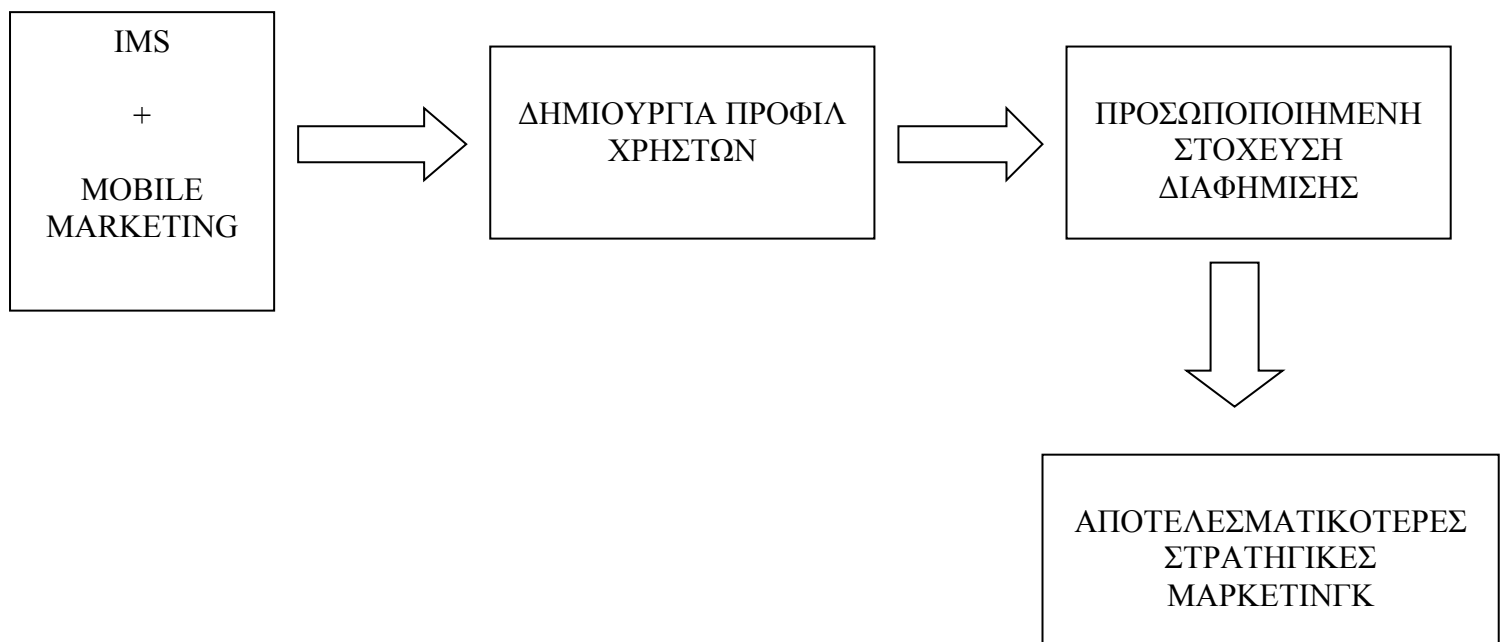 IMS
+
MOBILE
MARKETING
ΔΗΜΙΟΥΡΓΙΑ ΠΡΟΦΙΛ
ΧΡΗΣΤΩΝ
ΠΡΟΣΩΠΟΠΟΙΗΜΕΝΗ
ΣΤΟΧΕΥΣΗ
ΔΙΑΦΗΜΙΣΗΣ
ΑΠΟΤΕΛΕΣΜΑΤΙΚΟΤΕΡΕΣ
ΣΤΡΑΤΗΓΙΚΕΣ
ΜΑΡΚΕΤΙΝΓΚ